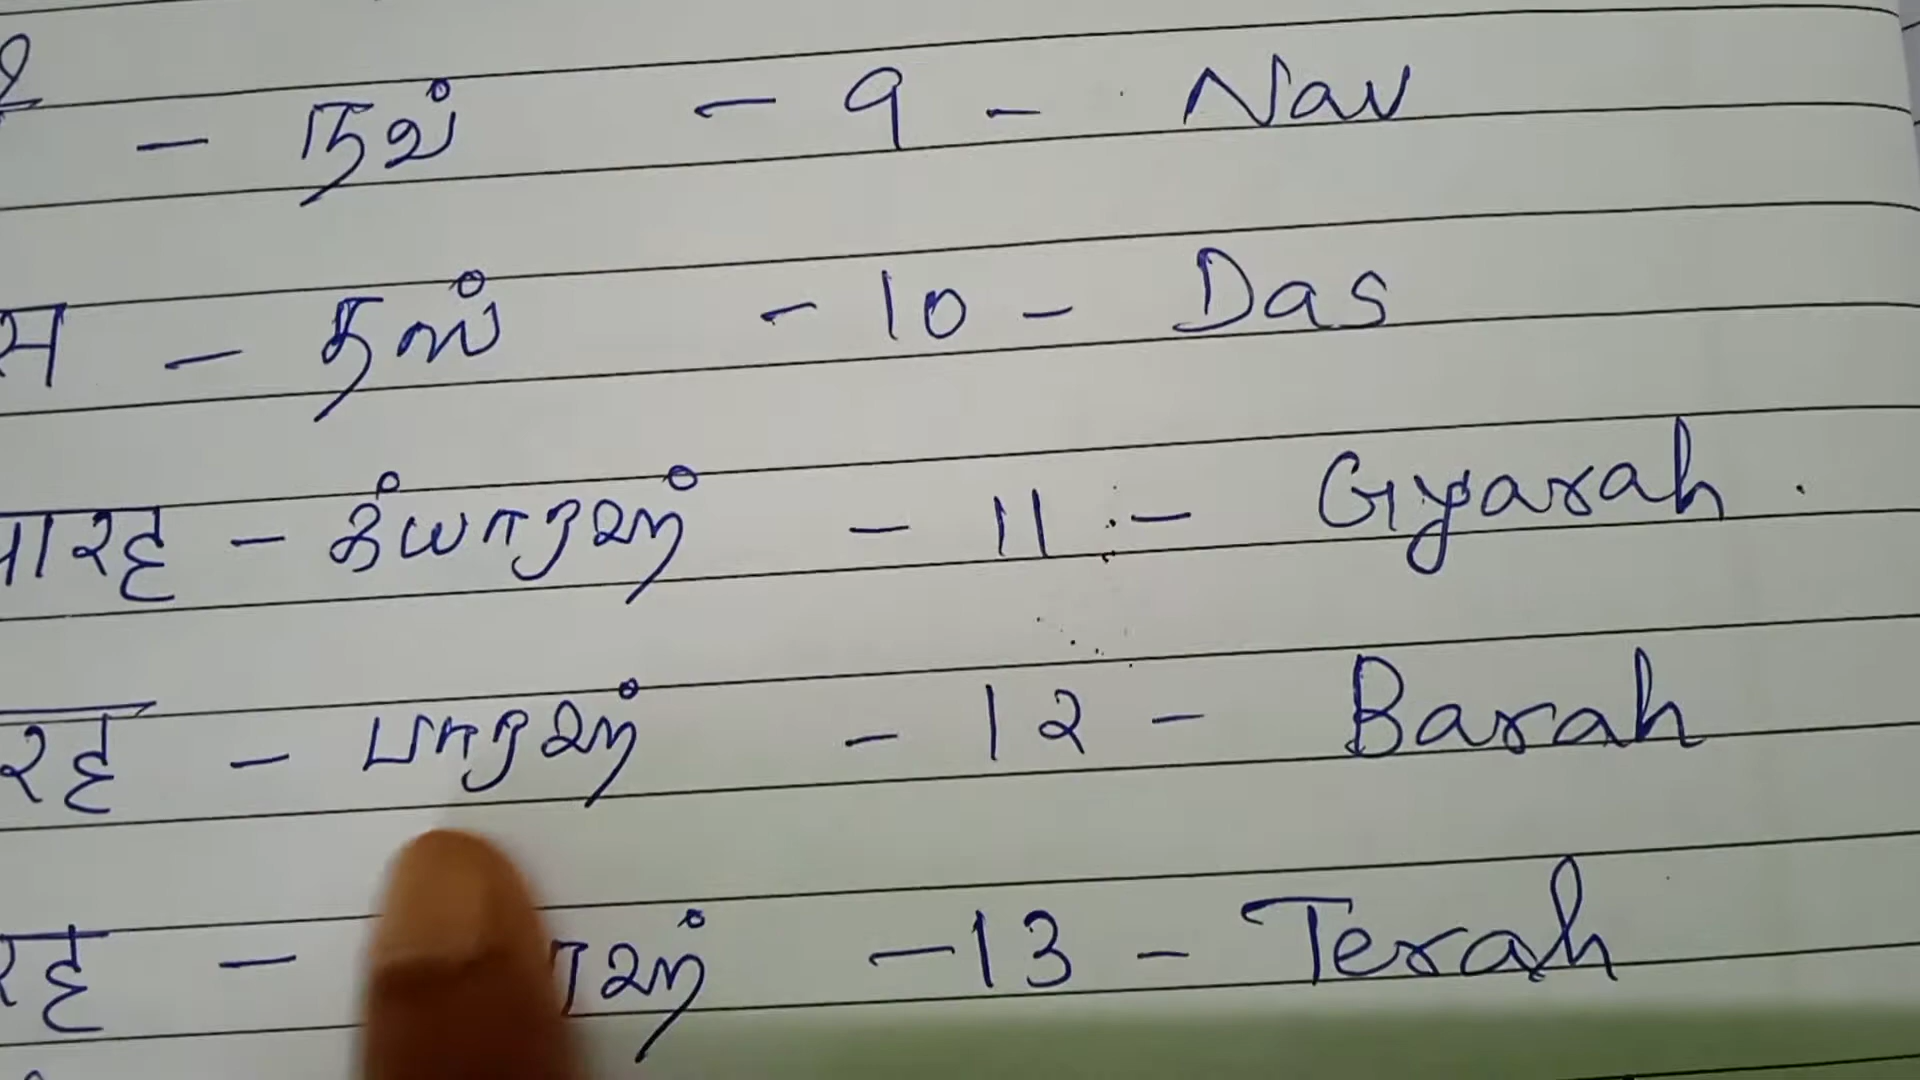 - நவ் - 9 - Nav
स - தஸ் - 10 - Das
यारह - க்யாரஹ் - 11 - Gyarah
रह - பாரஹ் - 12 - Barah
रह - ரஹ் - 13 - Terah